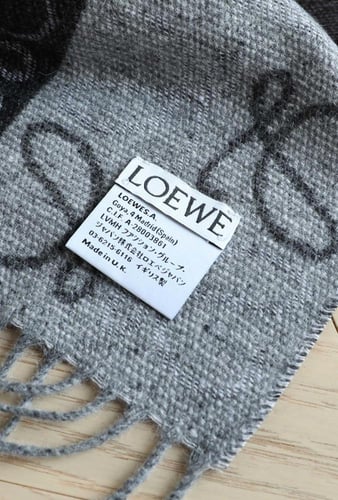 LOEWE
LOEWE S.A.
Goya, 4 Madrid (Spain)
C.I.F. A-28003861
LVMH ファッション・グループ・
ジャパン株式会社ロエベジャパン
03-6215-6116 イギリス製
Made in U.K.